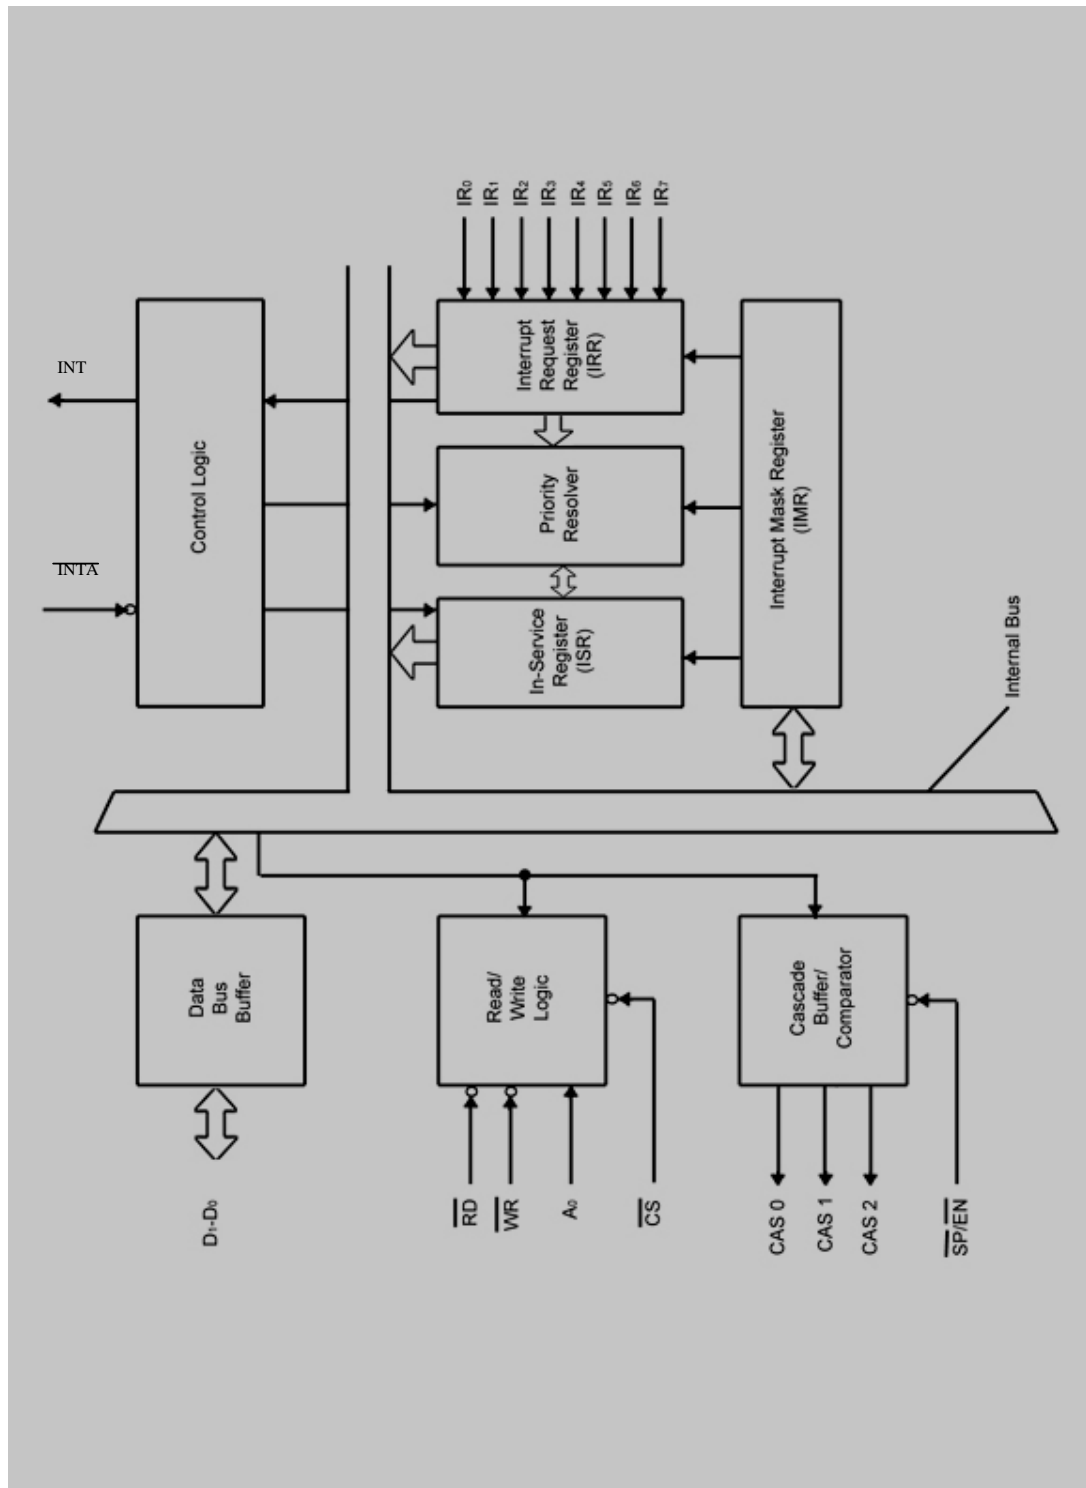 INT
INTA
Control Logic
IR0
IR1
IR2
IR3
IR4
IR5
IR6
IR7
Interrupt
Request
Register
(IRR)
Priority
Resolver
In-Service
Register
(ISR)
Interrupt Mask Register
(IMR)
Internal Bus
Data
Bus
Buffer
Read/
Write
Logic
Cascade
Buffer/
Comparator
D1-D0
RD
WR
A0
CS
CAS 0
CAS 1
CAS 2
SP/EN